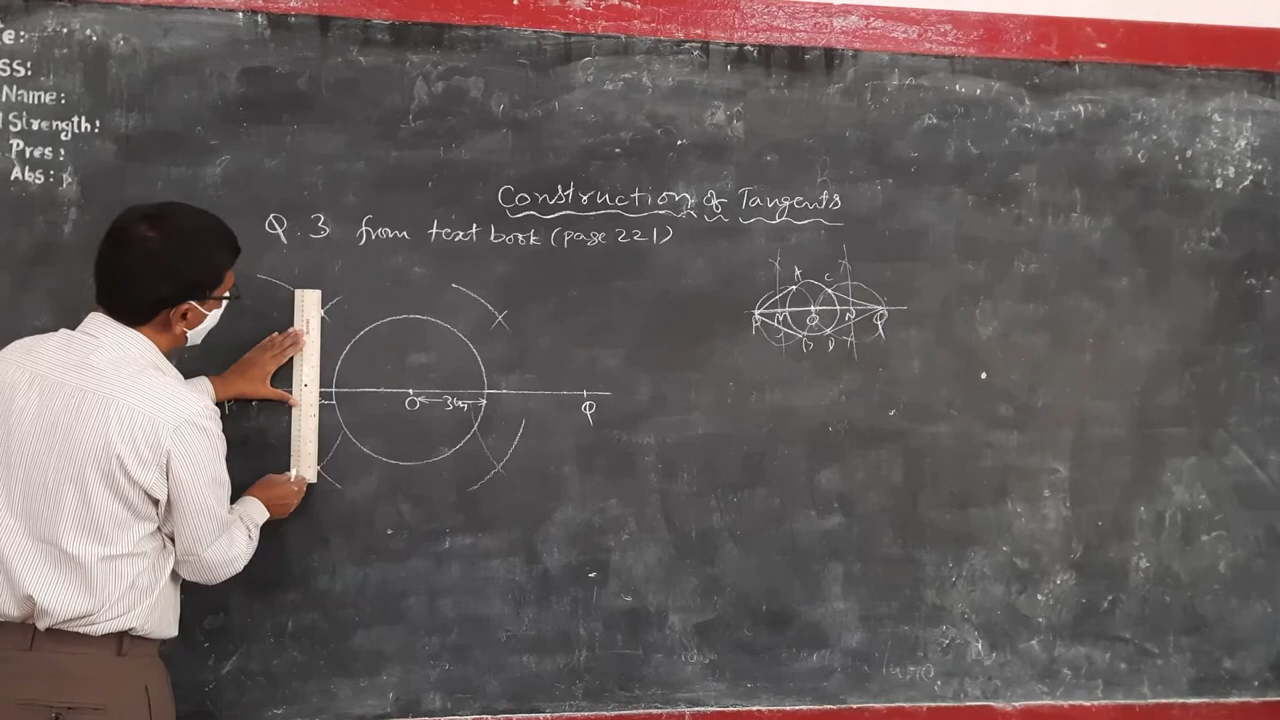 e:
SS:
Name:
l Strength:
Pres:
Abs:
Construction of Tangents
Q. 3 from text book (page 221)
A C
P M O N Q
B D
O 3cm
P Q